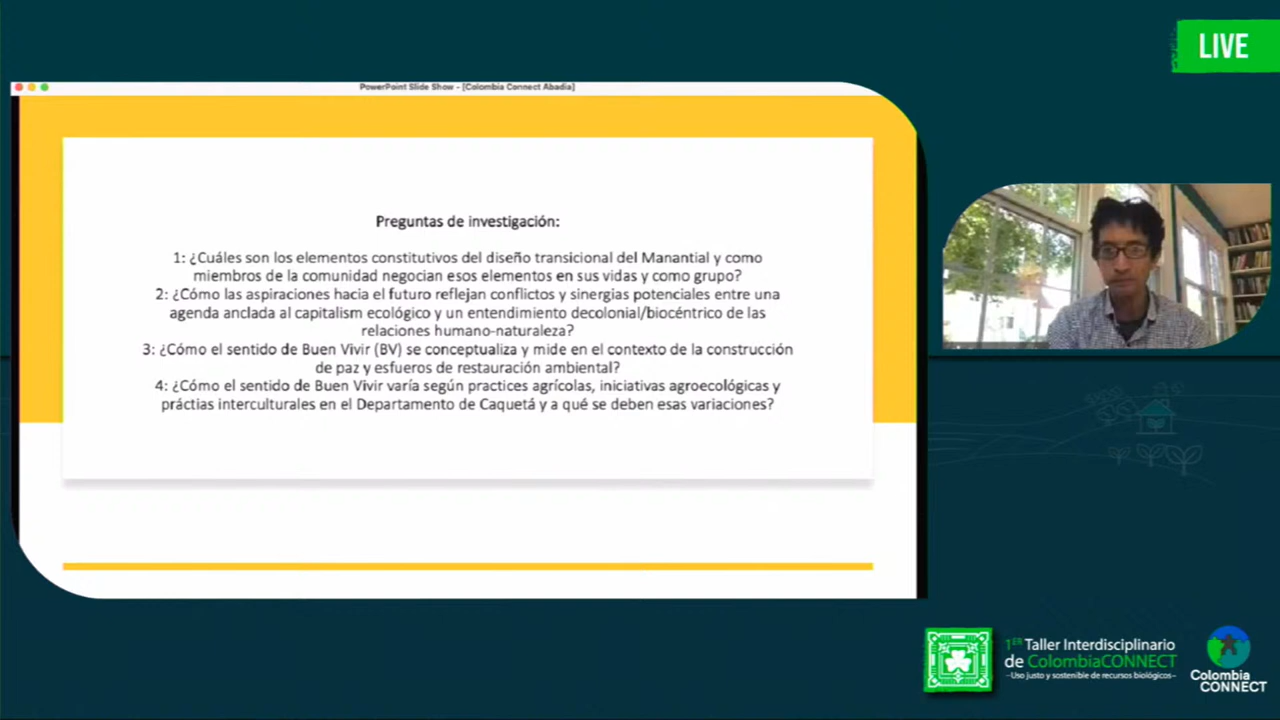 LIVE
PowerPoint Slide Show - [Colombia Connect Abadia]
Preguntas de investigación:
1: ¿Cuáles son los elementos constitutivos del diseño transicional del Manantial y como
miembros de la comunidad negocian esos elementos en sus vidas y como grupo?
2: ¿Cómo las aspiraciones hacia el futuro reflejan conflictos y sinergias potenciales entre una
agenda anclada al capitalism ecológico y un entendimiento decolonial/biocéntrico de las
relaciones humano-naturaleza?
3: ¿Cómo el sentido de Buen Vivir (BV) se conceptualiza y mide en el contexto de la construcción
de paz y esfueros de restauración ambiental?
4: ¿Cómo el sentido de Buen Vivir varía según practices agrícolas, iniciativas agroecológicas y
práctias interculturales en el Departamento de Caquetá y a qué se deben esas variaciones?
1ER Taller Interdisciplinario
de ColombiaCONNECT
-Uso justo y sostenible de recursos biológicos-
Colombia
CONNECT